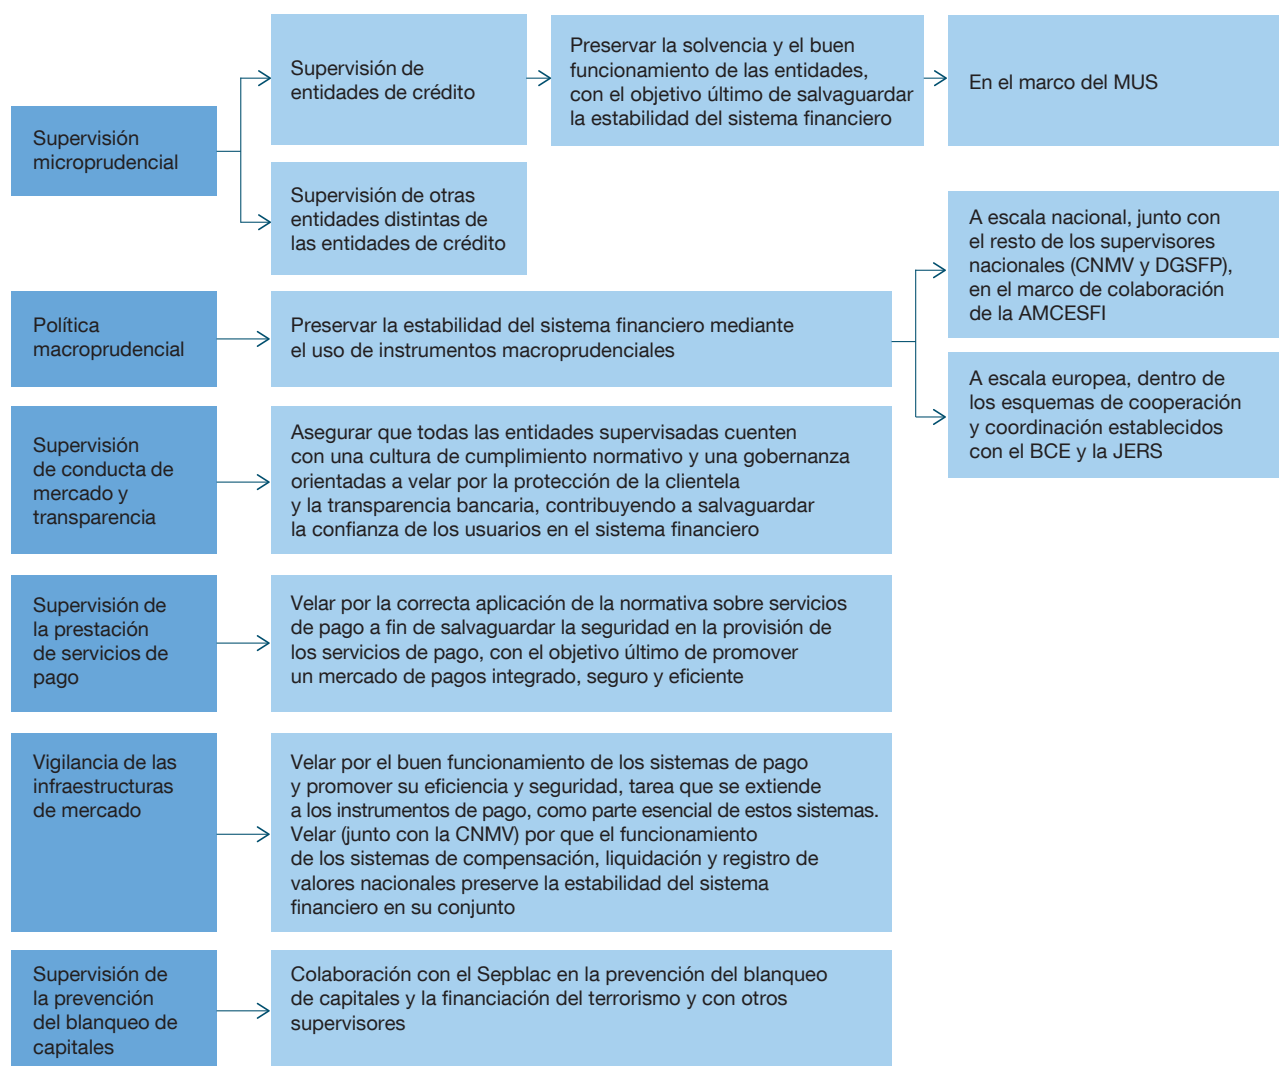 Supervisión
microprudencial
Supervisión de
entidades de crédito
Preservar la solvencia y el buen
funcionamiento de las entidades,
con el objetivo último de salvaguardar
la estabilidad del sistema financiero
En el marco del MUS
Supervisión de otras
entidades distintas de
las entidades de crédito
Política
macroprudencial
Preservar la estabilidad del sistema financiero mediante
el uso de instrumentos macroprudenciales
A escala nacional, junto con
el resto de los supervisores
nacionales (CNMV y DGSFP),
en el marco de colaboración
de la AMCESFI
A escala europea, dentro de
los esquemas de cooperación
y coordinación establecidos
con el BCE y la JERS
Supervisión
de conducta de
mercado y
transparencia
Asegurar que todas las entidades supervisadas cuenten
con una cultura de cumplimiento normativo y una gobernanza
orientadas a velar por la protección de la clientela
y la transparencia bancaria, contribuyendo a salvaguardar
la confianza de los usuarios en el sistema financiero
Supervisión de
la prestación
de servicios de
pago
Velar por la correcta aplicación de la normativa sobre servicios
de pago a fin de salvaguardar la seguridad en la provisión de
los servicios de pago, con el objetivo último de promover
un mercado de pagos integrado, seguro y eficiente
Vigilancia de las
infraestructuras
de mercado
Velar por el buen funcionamiento de los sistemas de pago
y promover su eficiencia y seguridad, tarea que se extiende
a los instrumentos de pago, como parte esencial de estos sistemas.
Velar (junto con la CNMV) por que el funcionamiento
de los sistemas de compensación, liquidación y registro de
valores nacionales preserve la estabilidad del sistema
financiero en su conjunto
Supervisión de
la prevención
del blanqueo de
capitales
Colaboración con el Sepblac en la prevención del blanqueo
de capitales y la financiación del terrorismo y con otros
supervisores